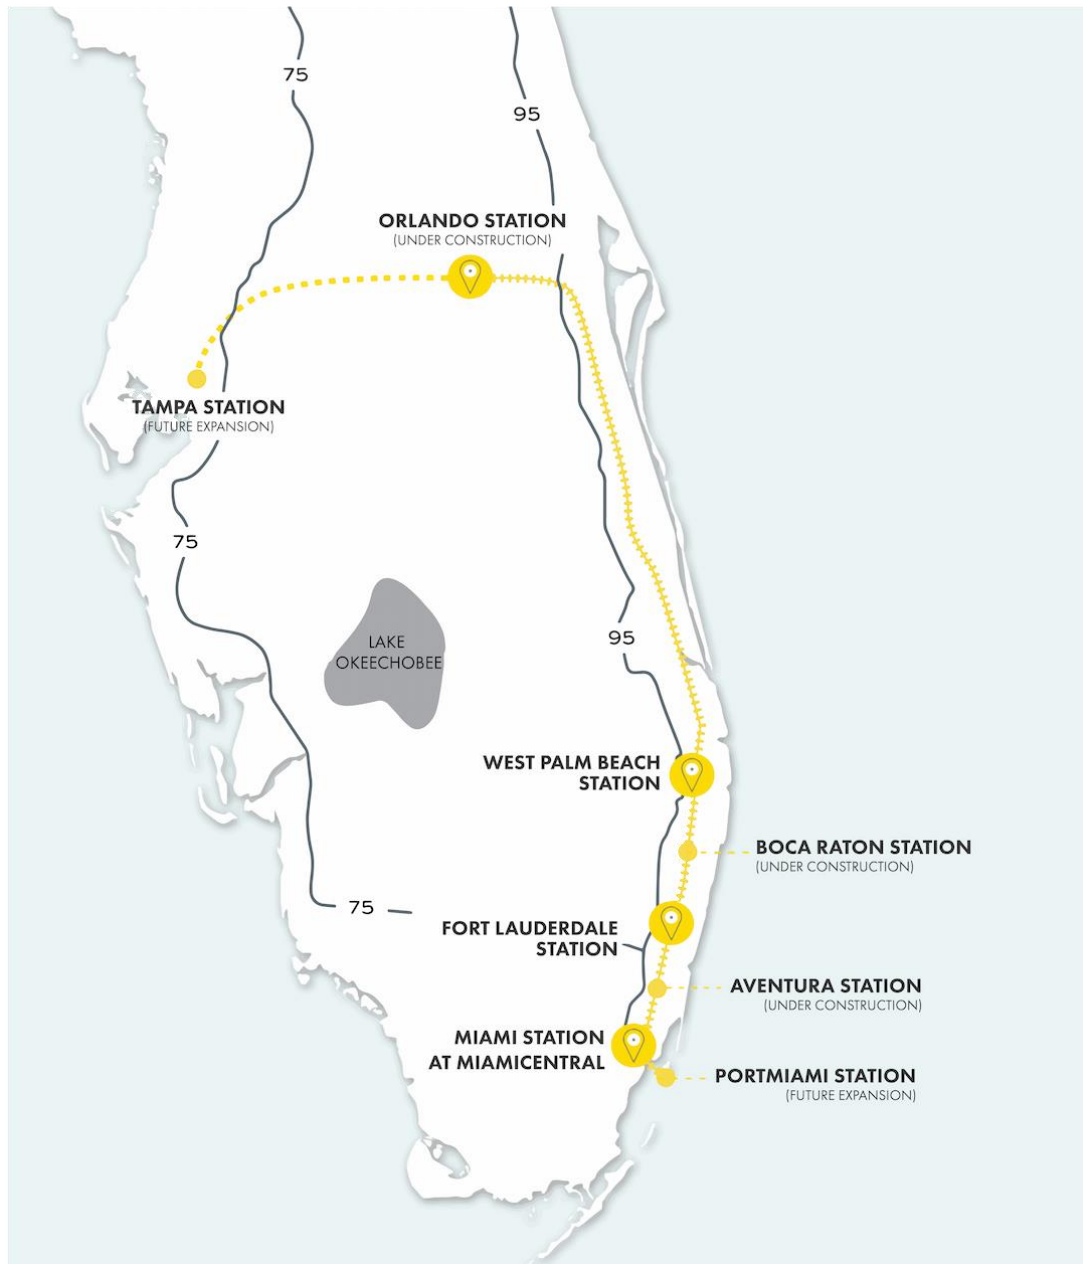 75
95
ORLANDO STATION
(UNDER CONSTRUCTION)
TAMPA STATION
(FUTURE EXPANSION)
75
LAKE
OKEECHOBEE
95
WEST PALM BEACH
STATION
BOCA RATON STATION
(UNDER CONSTRUCTION)
75
FORT LAUDERDALE
STATION
AVENTURA STATION
(UNDER CONSTRUCTION)
MIAMI STATION
AT MIAMICENTRAL
PORTMIAMI STATION
(FUTURE EXPANSION)